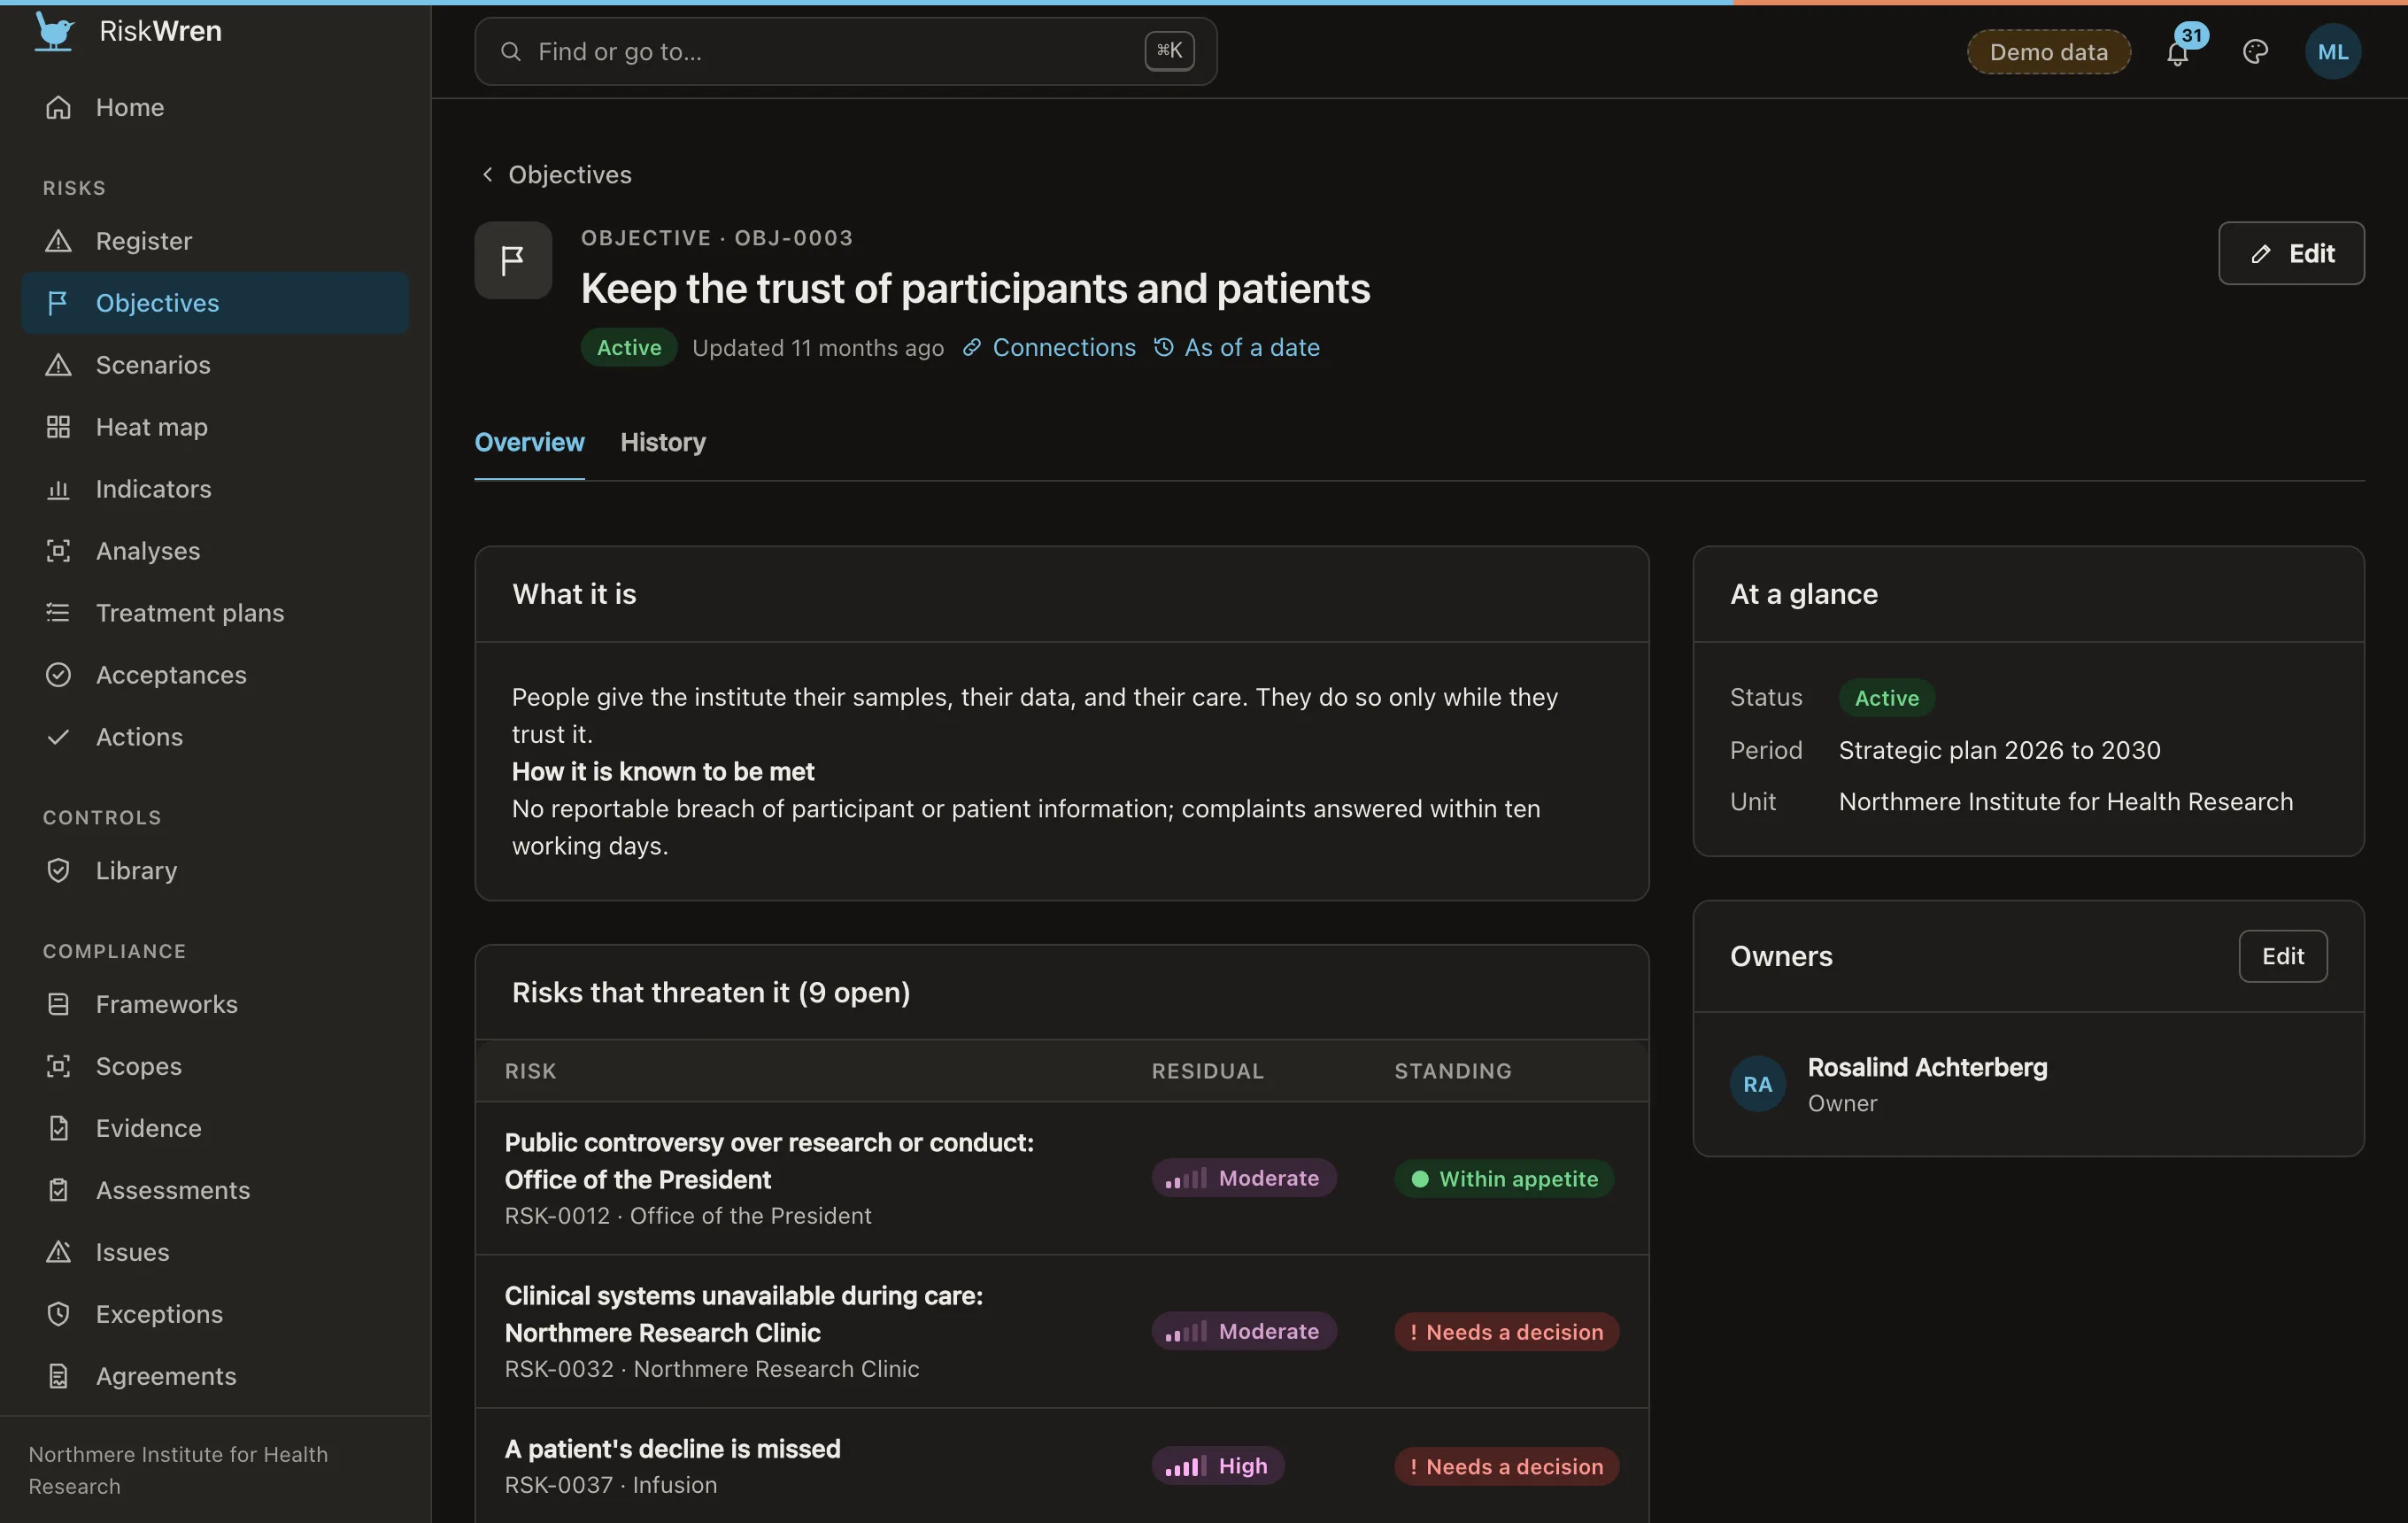 RiskWren
Find or go to...
⌘K
Demo data
31
ML
Home
RISKS
Register
Objectives
Scenarios
Heat map
Indicators
Analyses
Treatment plans
Acceptances
Actions
CONTROLS
Library
COMPLIANCE
Frameworks
Scopes
Evidence
Assessments
Issues
Exceptions
Agreements
Northmere Institute for Health
Research
Objectives
OBJECTIVE · OBJ-0003
Keep the trust of participants and patients
Active Updated 11 months ago Connections As of a date
Edit
Overview History
What it is
People give the institute their samples, their data, and their care. They do so only while they
trust it.
How it is known to be met
No reportable breach of participant or patient information; complaints answered within ten
working days.
Risks that threaten it (9 open)
RISK RESIDUAL STANDING
Public controversy over research or conduct:
Office of the President
RSK-0012 · Office of the President
Moderate
Within appetite
Clinical systems unavailable during care:
Northmere Research Clinic
RSK-0032 · Northmere Research Clinic
Moderate
! Needs a decision
A patient's decline is missed
RSK-0037 · Infusion
High
! Needs a decision
At a glance
Status Active
Period Strategic plan 2026 to 2030
Unit Northmere Institute for Health Research
Owners
Edit
RA
Rosalind Achterberg
Owner